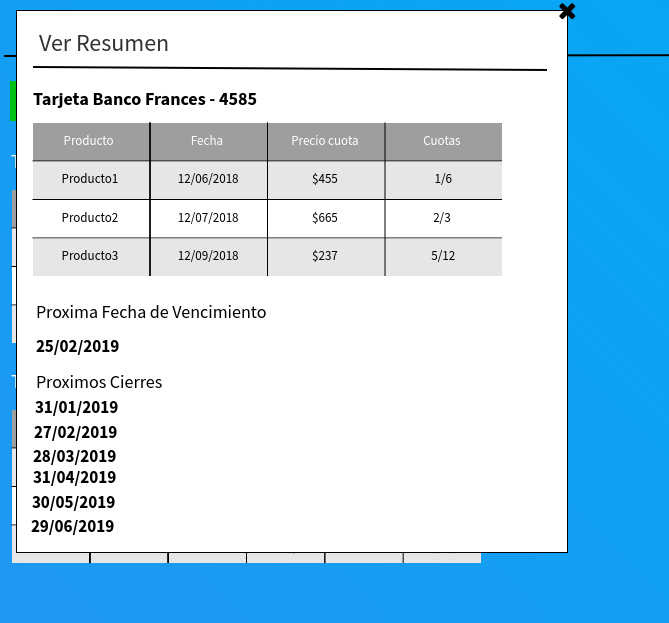 Ver Resumen
Tarjeta Banco Frances - 4585
Producto Fecha Precio cuota Cuotas
Producto1 12/06/2018 $455 1/6
Producto2 12/07/2018 $665 2/3
Producto3 12/09/2018 $237 5/12
Proxima Fecha de Vencimiento
25/02/2019
Proximos Cierres
31/01/2019
27/02/2019
28/03/2019
31/04/2019
30/05/2019
29/06/2019